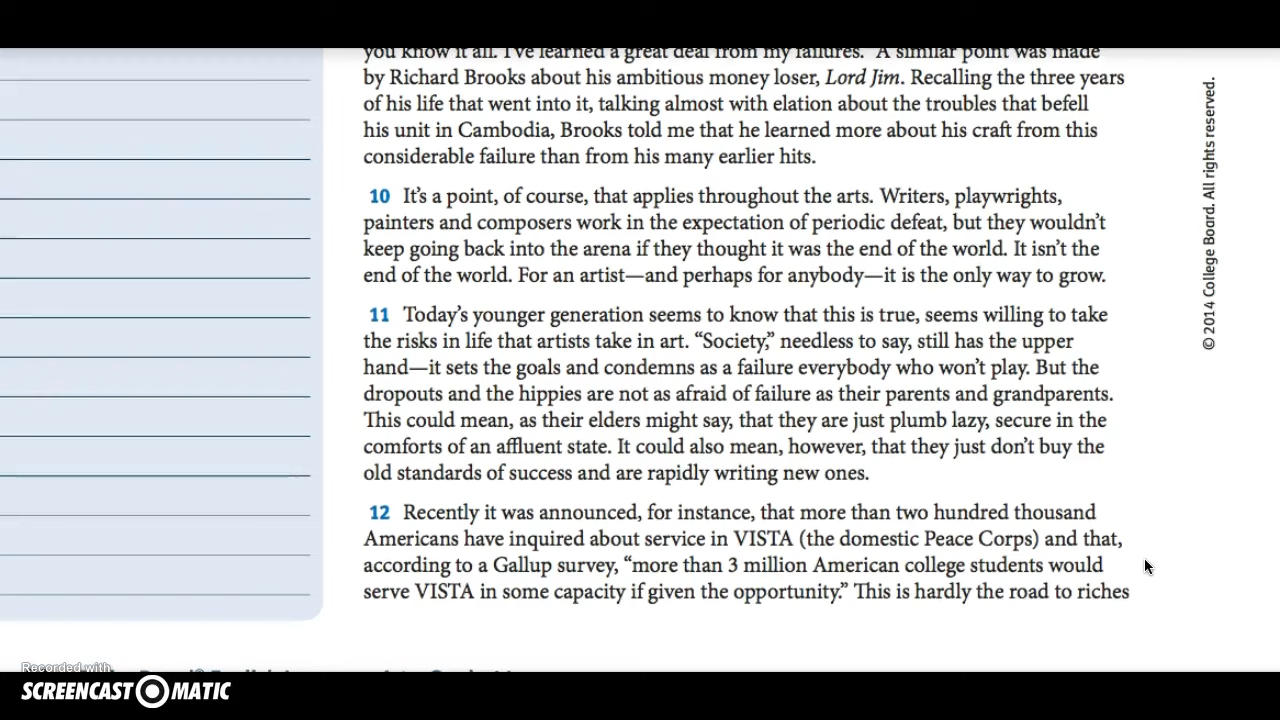 you know it all. I've learned a great deal from my failures.” A similar point was made
by Richard Brooks about his ambitious money loser, Lord Jim. Recalling the three years
of his life that went into it, talking almost with elation about the troubles that befell
his unit in Cambodia, Brooks told me that he learned more about his craft from this
considerable failure than from his many earlier hits.
10 It’s a point, of course, that applies throughout the arts. Writers, playwrights,
painters and composers work in the expectation of periodic defeat, but they wouldn’t
keep going back into the arena if they thought it was the end of the world. It isn’t the
end of the world. For an artist—and perhaps for anybody—it is the only way to grow.
11 Today’s younger generation seems to know that this is true, seems willing to take
the risks in life that artists take in art. “Society,” needless to say, still has the upper
hand—it sets the goals and condemns as a failure everybody who won’t play. But the
dropouts and the hippies are not as afraid of failure as their parents and grandparents.
This could mean, as their elders might say, that they are just plumb lazy, secure in the
comforts of an affluent state. It could also mean, however, that they just don’t buy the
old standards of success and are rapidly writing new ones.
12 Recently it was announced, for instance, that more than two hundred thousand
Americans have inquired about service in VISTA (the domestic Peace Corps) and that,
according to a Gallup survey, “more than 3 million American college students would
serve VISTA in some capacity if given the opportunity.” This is hardly the road to riches
© 2014 College Board. All rights reserved.
Recorded with
SCREENCAST O MATIC